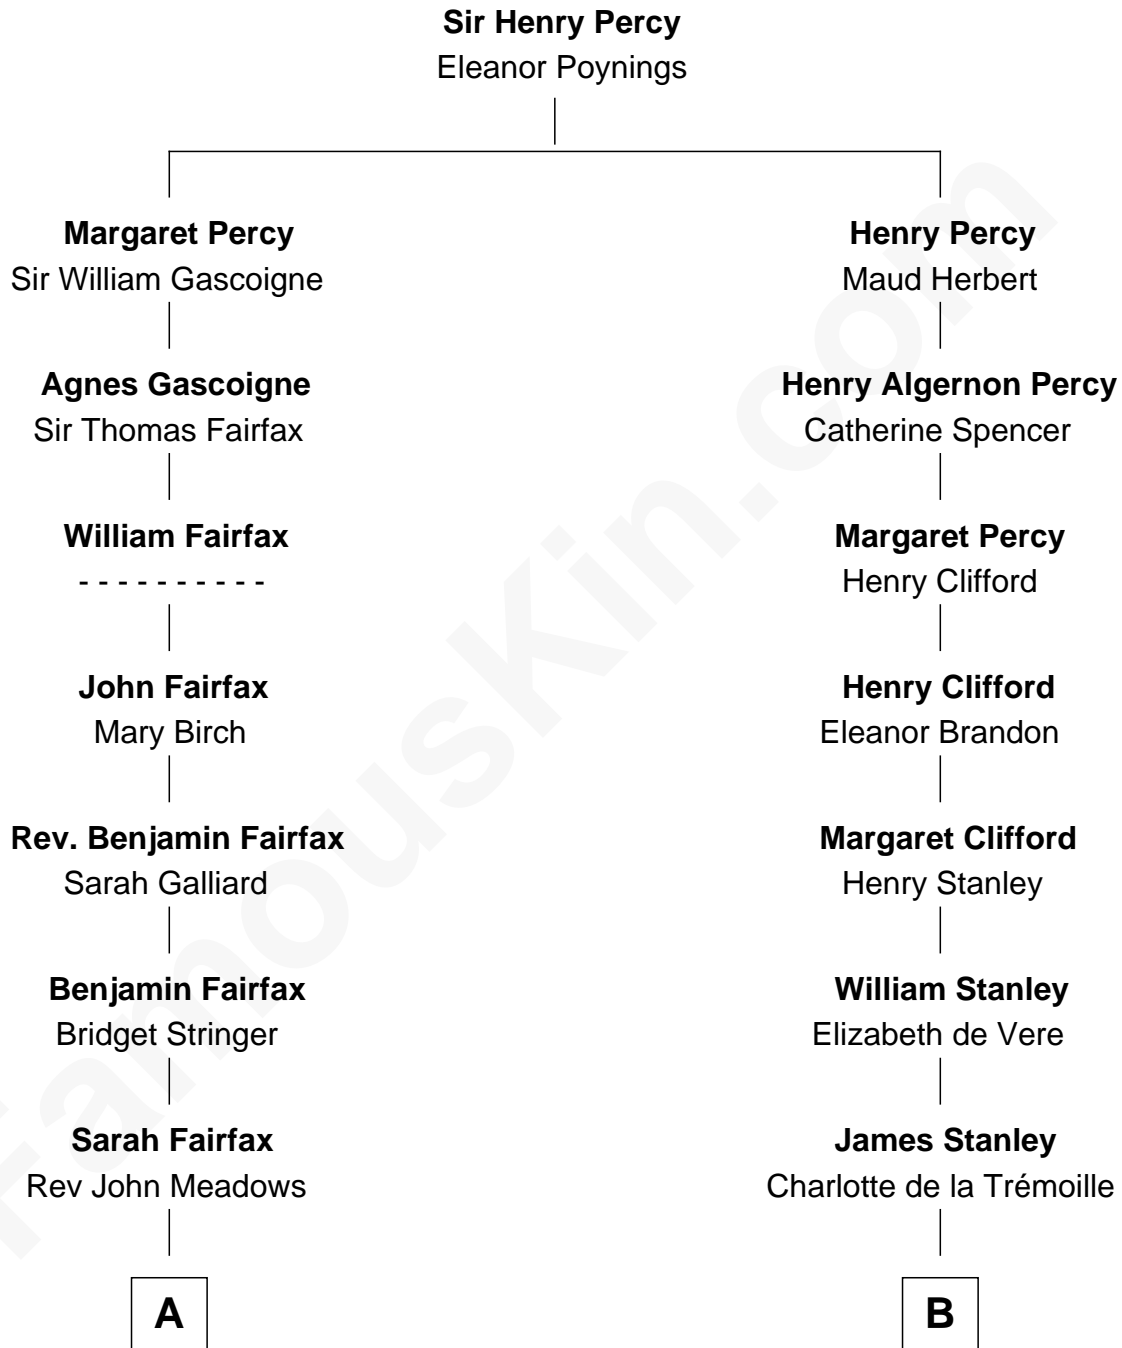 Sir Henry Percy
Eleanor Poynings
Margaret Percy
Sir William Gascoigne
Henry Percy
Maud Herbert
Agnes Gascoigne
Sir Thomas Fairfax
Henry Algernon Percy
Catherine Spencer
William Fairfax
- - - - - - - - - -
Margaret Percy
Henry Clifford
John Fairfax
Mary Birch
Henry Clifford
Eleanor Brandon
Rev. Benjamin Fairfax
Sarah Galliard
Margaret Clifford
Henry Stanley
Benjamin Fairfax
Bridget Stringer
William Stanley
Elizabeth de Vere
Sarah Fairfax
Rev John Meadows
James Stanley
Charlotte de la Trémoille
A
B
FamousKin.com